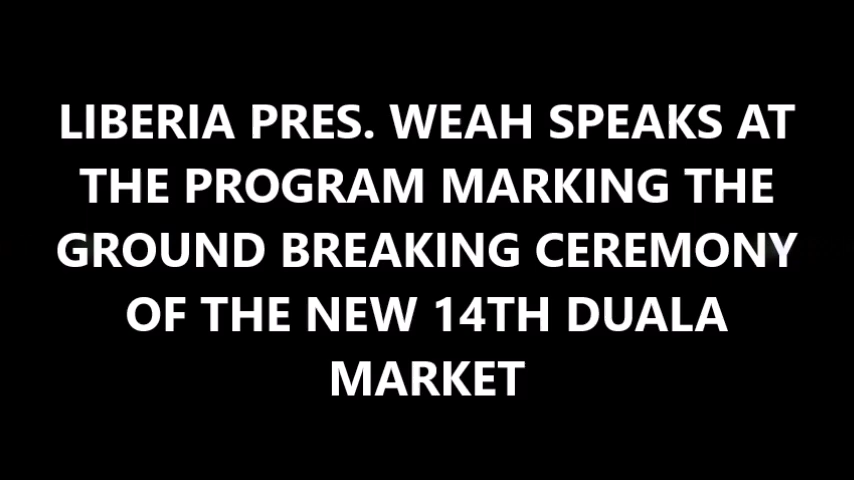 LIBERIA PRES. WEAH SPEAKS AT
THE PROGRAM MARKING THE
GROUND BREAKING CEREMONY
OF THE NEW 14TH DUALA
MARKET